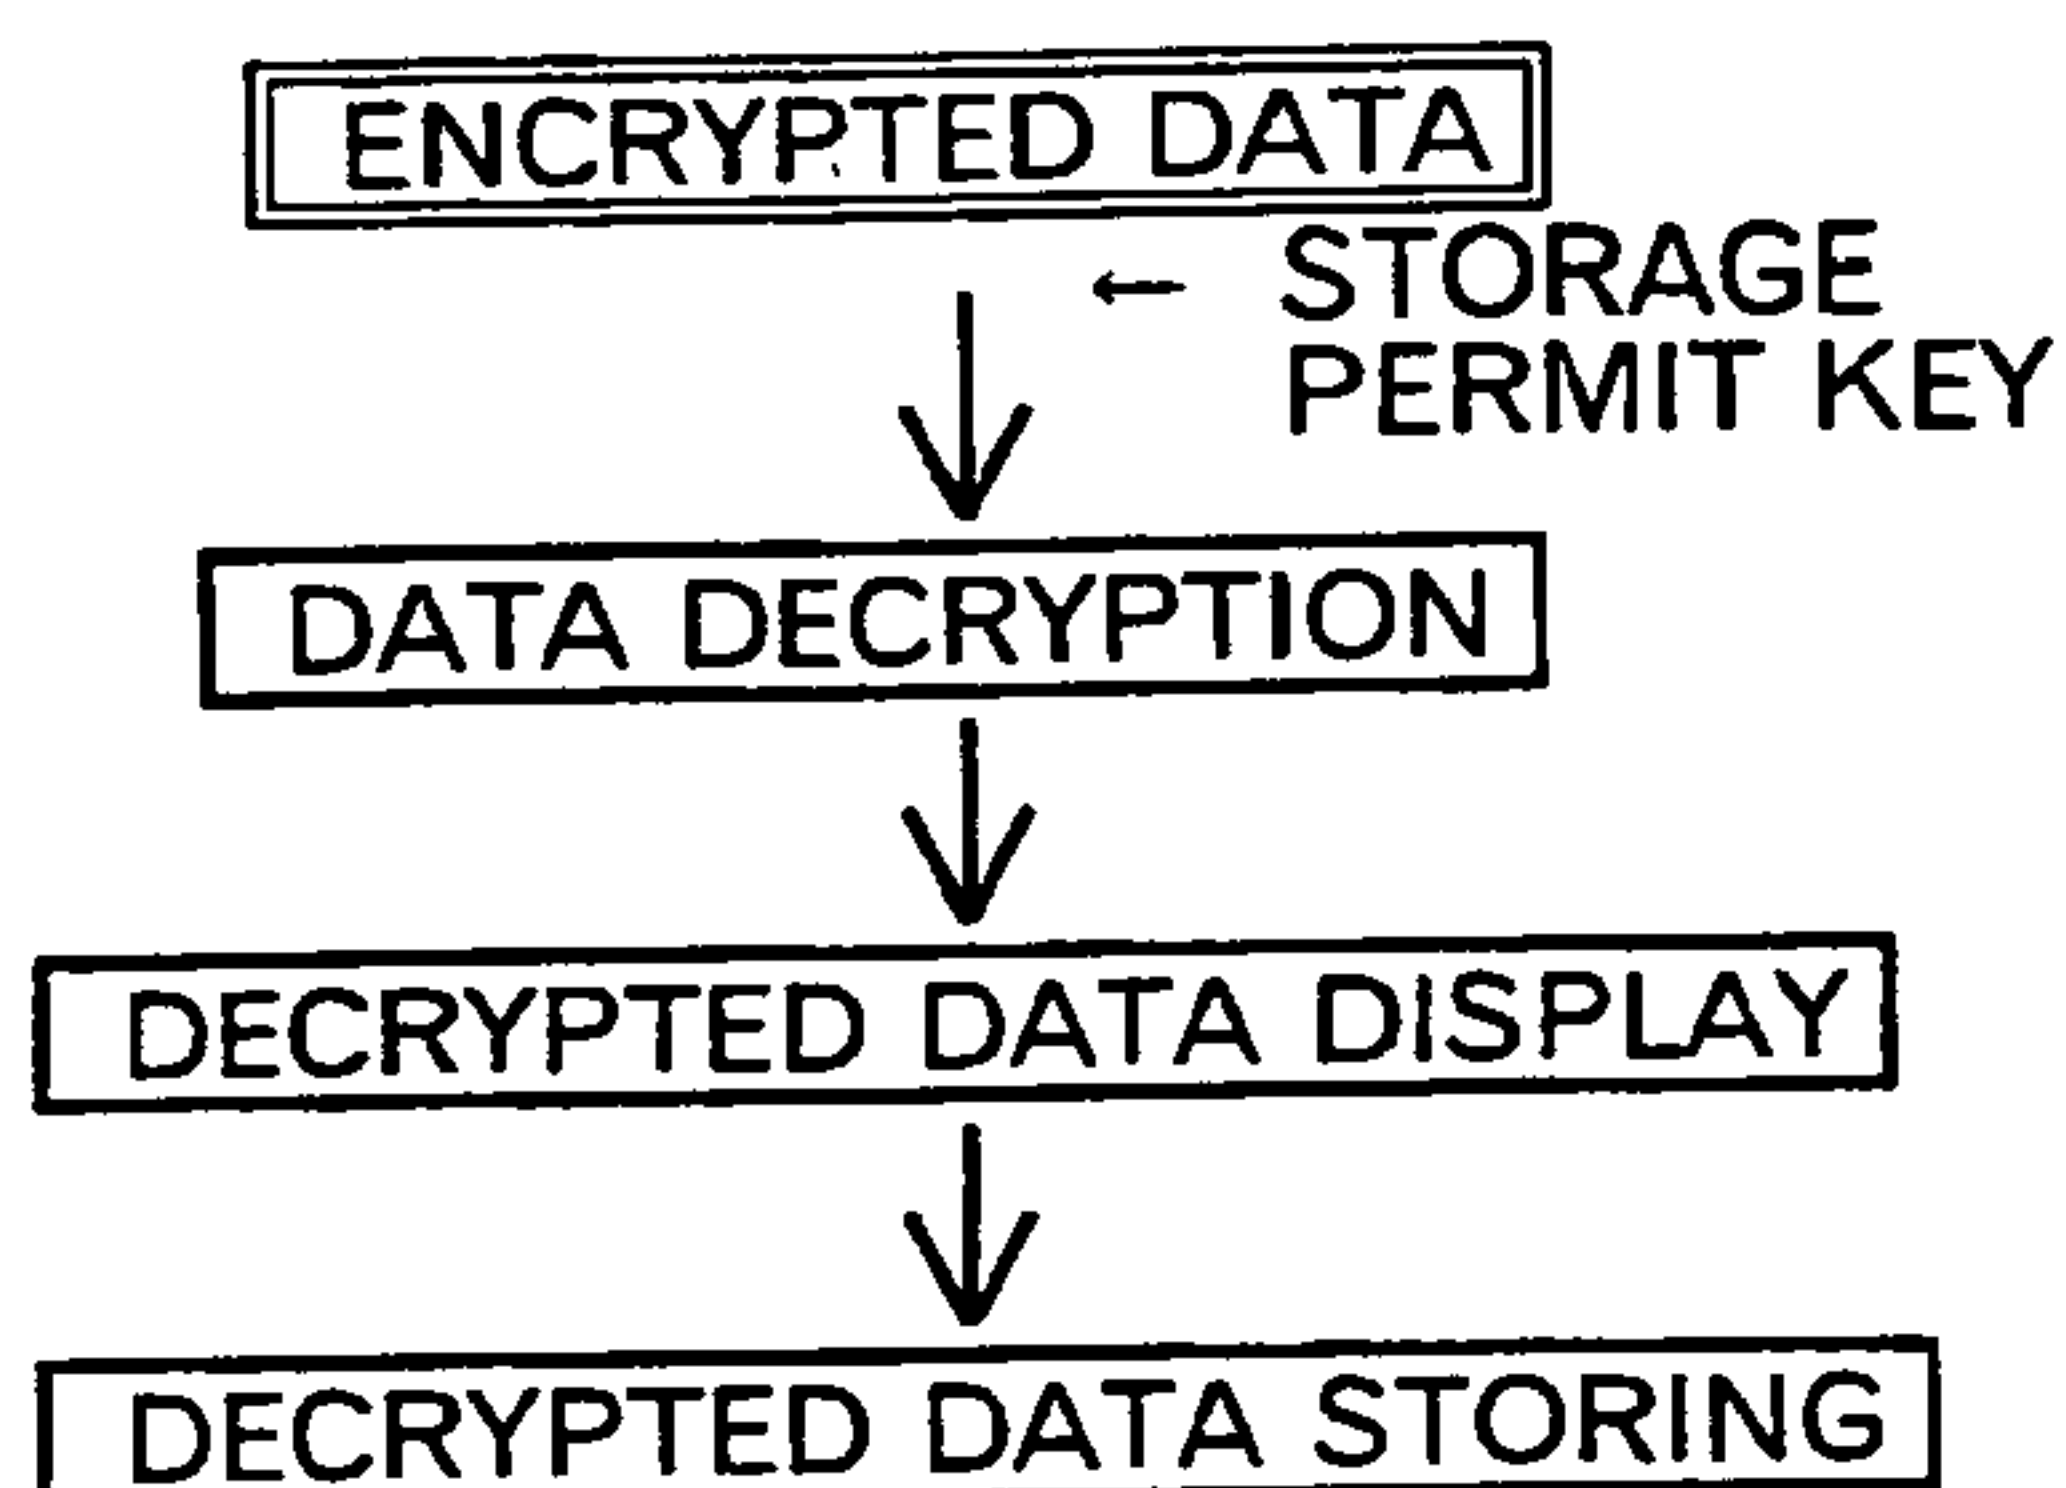 ENCRYPTED DATA
← STORAGE
PERMIT KEY
DATA DECRYPTION
DECRYPTED DATA DISPLAY
DECRYPTED DATA STORING